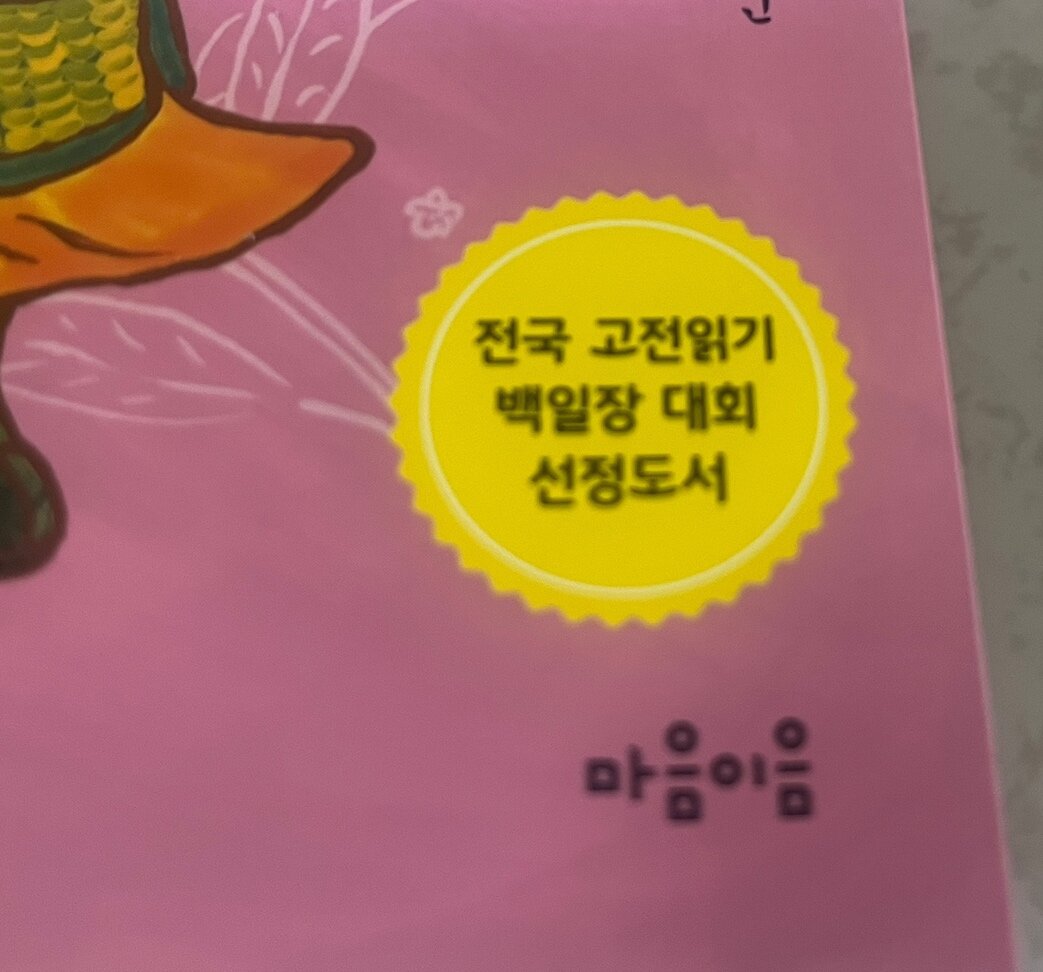 전국 고전읽기
백일장 대회
선정도서
마음이음